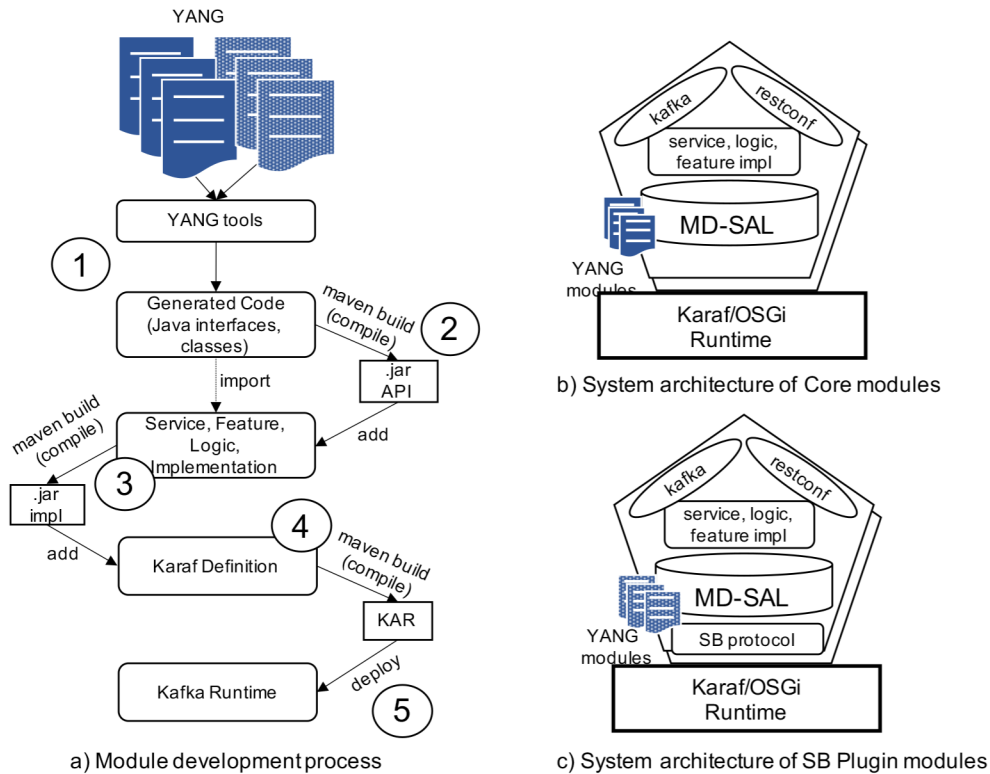 YANG
YANG tools
1
Generated Code
(Java interfaces,
classes)
maven build
(compile)
2
.jar
API
import
add
Service, Feature,
Logic,
Implementation
maven build
(compile)
3
.jar
impl
add
4
Karaf Definition
maven build
(compile)
KAR
deploy
Kafka Runtime
5
a) Module development process
kafka
restconf
service, logic,
feature impl
MD-SAL
YANG
modules
Karaf/OSGi
Runtime
b) System architecture of Core modules
kafka
restconf
service, logic,
feature impl
MD-SAL
SB protocol
YANG
modules
Karaf/OSGi
Runtime
c) System architecture of SB Plugin modules